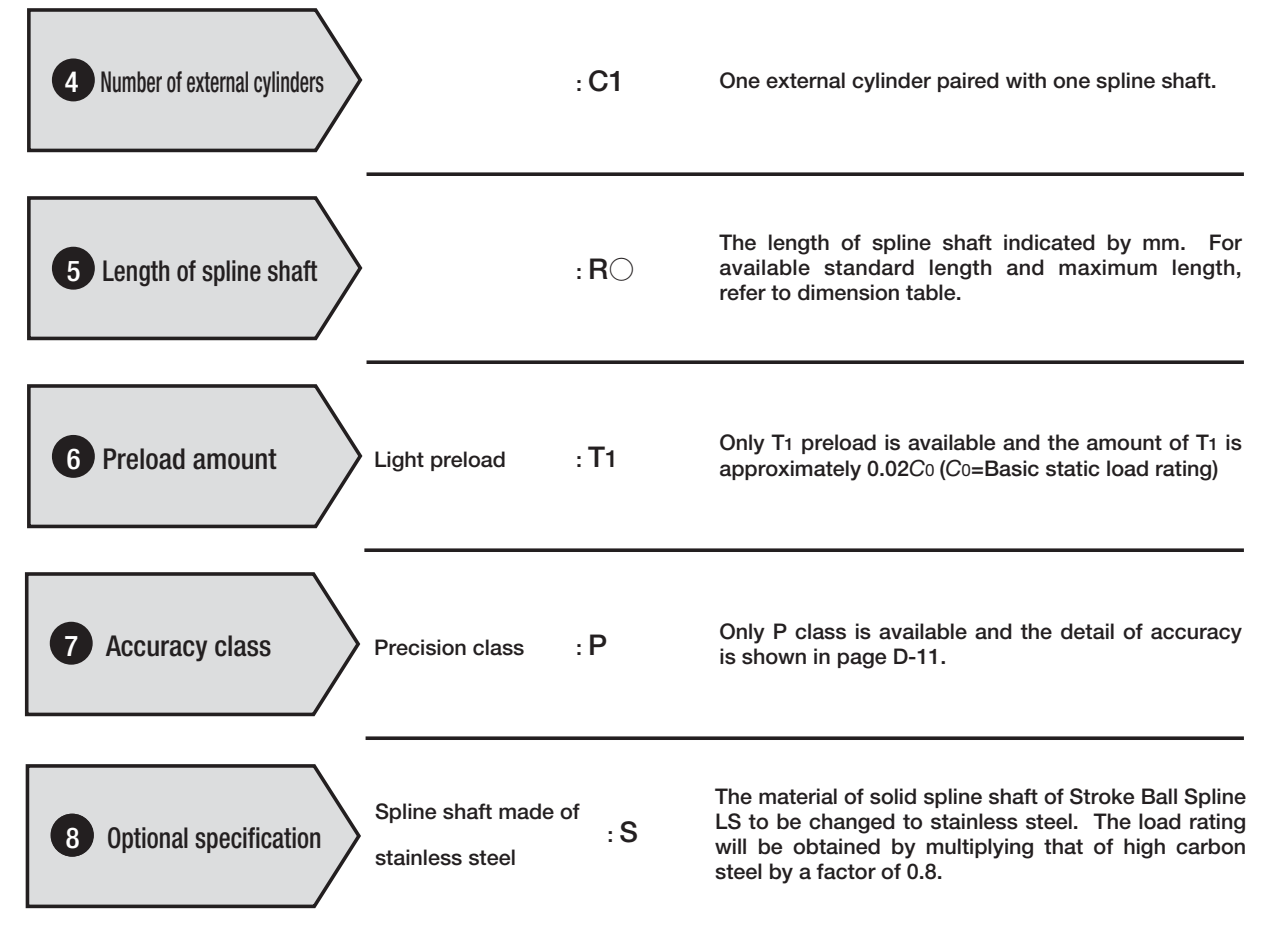 4 Number of external cylinders : C1 One external cylinder paired with one spline shaft.
5 Length of spline shaft : R○ The length of spline shaft indicated by mm. For
available standard length and maximum length,
refer to dimension table.
6 Preload amount Light preload : T1 Only T1 preload is available and the amount of T1 is
approximately 0.02C0 (C0=Basic static load rating)
7 Accuracy class Precision class : P Only P class is available and the detail of accuracy
is shown in page D-11.
8 Optional specification
Spline shaft made of
stainless steel
: S
The material of solid spline shaft of Stroke Ball Spline
LS to be changed to stainless steel. The load rating
will be obtained by multiplying that of high carbon
steel by a factor of 0.8.